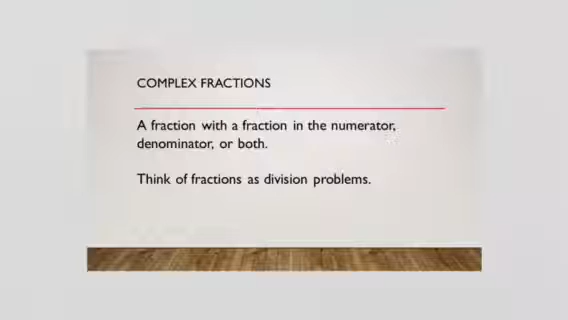 COMPLEX FRACTIONS
A fraction with a fraction in the numerator,
denominator, or both.
Think of fractions as division problems.